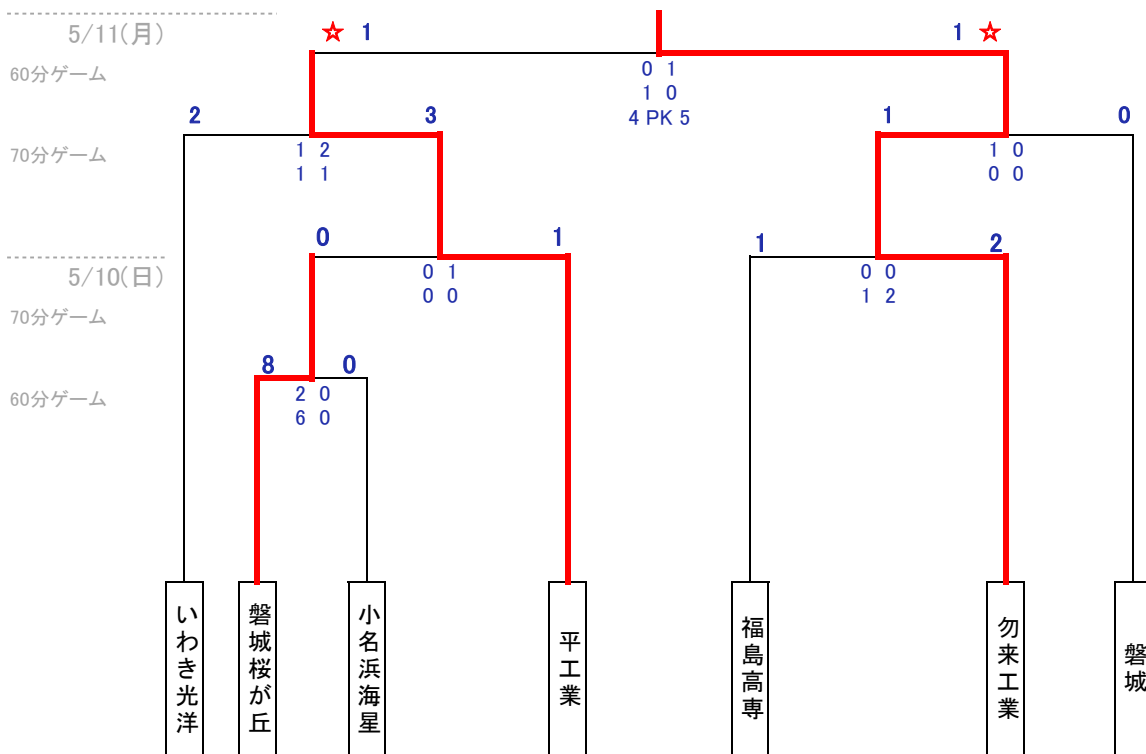 5/11(月)
☆ 1
1 ☆
60分ゲーム
0 1
1 0
4 PK 5
2
3
1
0
70分ゲーム
1 2
1 1
1 0
0 0
0
1
1
2
5/10(日)
0 1
0 0
0 0
1 2
70分ゲーム
8
0
60分ゲーム
2 0
6 0
いわき光洋
磐城桜が丘
小名浜海星
平工業
福島高専
勿来工業
磐城